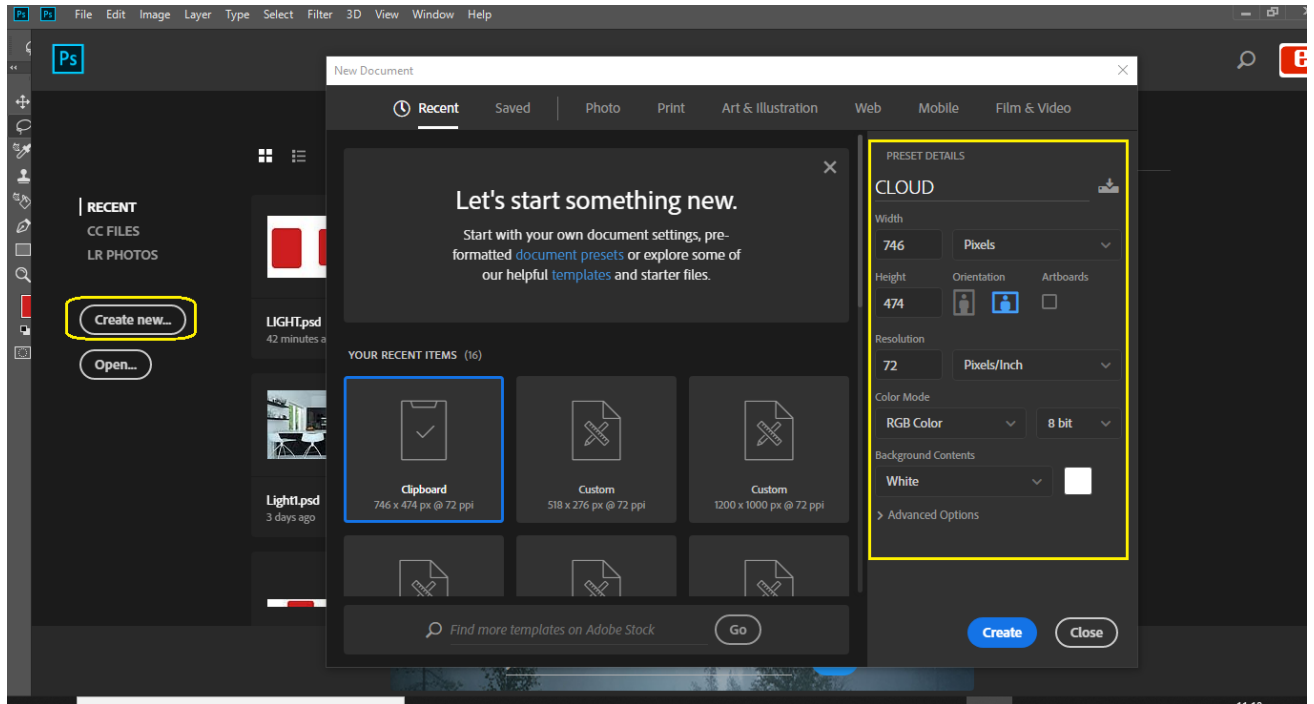 Ps Ps File Edit Image Layer Type Select Filter 3D View Window Help
Ps
New Document
Recent Saved Photo Print Art & Illustration Web Mobile Film & Video
RECENT
CC FILES
LR PHOTOS
Create new...
Open...
LIGHT.psd
42 minutes a
Light1.psd
3 days ago
Let's start something new.
Start with your own document settings, pre-
formatted document presets or explore some of
our helpful templates and starter files.
YOUR RECENT ITEMS (16)
Clipboard
746 x 474 px @ 72 ppi
Custom
518 x 276 px @ 72 ppi
Custom
1200 x 1000 px @ 72 ppi
Find more templates on Adobe Stock Go
PRESET DETAILS
CLOUD
Width
746 Pixels
Height Orientation Artboards
474
Resolution
72 Pixels/Inch
Color Mode
RGB Color 8 bit
Background Contents
White
> Advanced Options
Create Close